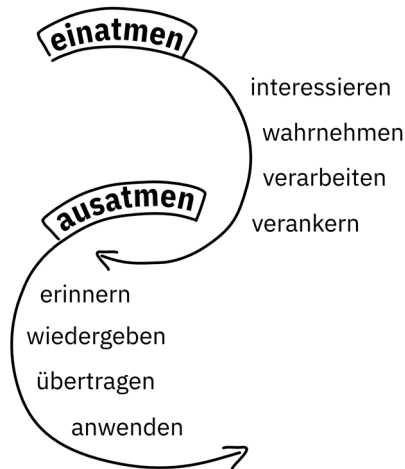 einatmen
interessieren
wahrnehmen
verarbeiten
verankern
ausatmen
erinnern
wiedergeben
übertragen
anwenden